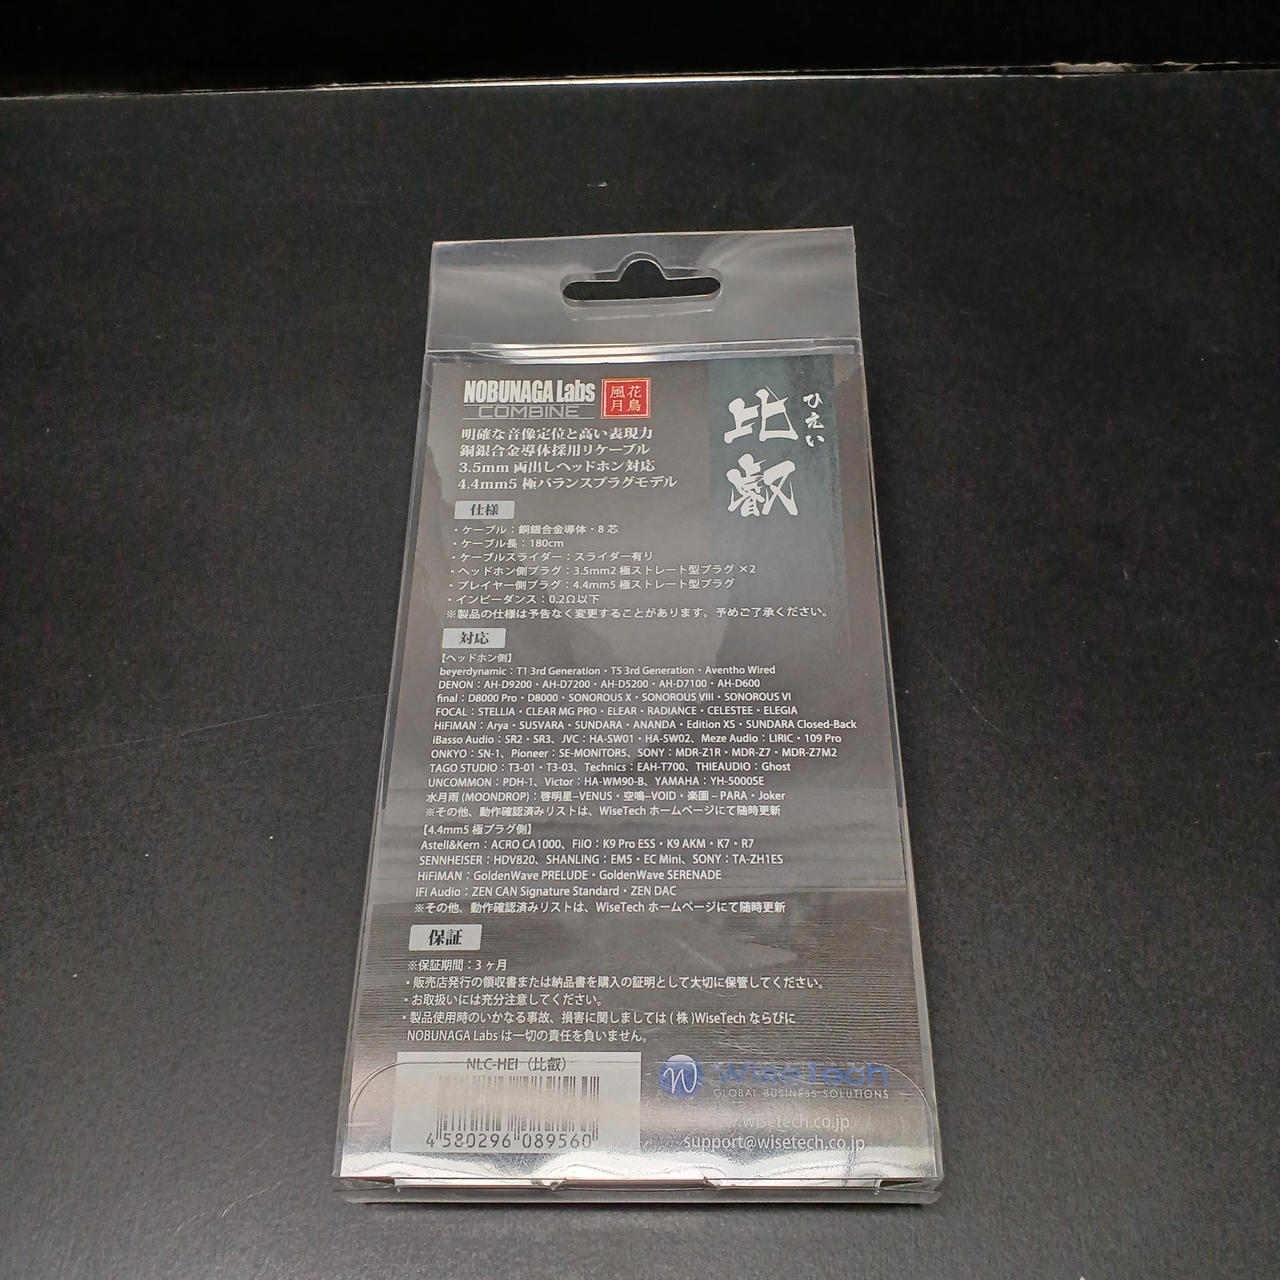 NOBUNAGA Labs
COMBINE
花鳥
風月
比叡
ひえい
明確な音像定位と高い表現力
銅銀合金導体採用リケーブル
3.5mm 両出しヘッドホン対応
4.4mm5 極バランスプラグモデル
仕様
・ケーブル：銅銀合金導体・8 芯
・ケーブル長：180cm
・ケーブルスライダー：スライダー有り
・ヘッドホン側プラグ：3.5mm2 極ストレート型プラグ ×2
・プレイヤー側プラグ：4.4mm5 極ストレート型プラグ
・インピーダンス：0.2Ω以下
※製品の仕様は予告なく変更することがあります。予めご了承ください。
対応
【ヘッドホン側】
beyerdynamic：T1 3rd Generation・T5 3rd Generation・Aventho Wired
DENON：AH-D9200・AH-D7200・AH-D5200・AH-D7100・AH-D600
final：D8000 Pro・D8000・SONOROUS X・SONOROUS VIII・SONOROUS VI
FOCAL：STELLIA・CLEAR MG PRO・ELEAR・RADIANCE・CELESTEE・ELEGIA
HiFiMAN：Arya・SUSVARA・SUNDARA・ANANDA・Edition XS・SUNDARA Closed-Back
iBasso Audio：SR2・SR3、JVC：HA-SW01・HA-SW02、Meze Audio：LIRIC・109 Pro
ONKYO：SN-1、Pioneer：SE-MONITOR5、SONY：MDR-Z1R・MDR-Z7・MDR-Z7M2
TAGO STUDIO：T3-01・T3-03、Technics：EAH-T700、THIEAUDIO：Ghost
UNCOMMON：PDH-1、Victor：HA-WM90-B、YAMAHA：YH-5000SE
水月雨 (MOONDROP)：啓明星–VENUS・空鳴–VOID・楽園 – PARA・Joker
※その他、動作確認済みリストは、WiseTech ホームページにて随時更新
【4.4mm5 極プラグ側】
Astell&Kern：ACRO CA1000、FiiO：K9 Pro ESS・K9 AKM・K7・R7
SENNHEISER：HDV820、SHANLING：EM5・EC Mini、SONY：TA-ZH1ES
HiFiMAN：GoldenWave PRELUDE・GoldenWave SERENADE
iFi Audio：ZEN CAN Signature Standard・ZEN DAC
※その他、動作確認済みリストは、WiseTech ホームページにて随時更新
保証
※保証期間：3 ヶ月
・販売店発行の領収書または納品書を購入の証明として大切に保管してください。
・お取扱いには充分注意してください。
・製品使用時のいかなる事故、損害に関しましては ( 株 )WiseTech ならびに
NOBUNAGA Labs は一切の責任を負いません。
NLC-HEI（比叡）
4 580296 089560
WiseTech
GLOBAL BUSINESS SOLUTIONS
www.wisetech.co.jp
support@wisetech.co.jp